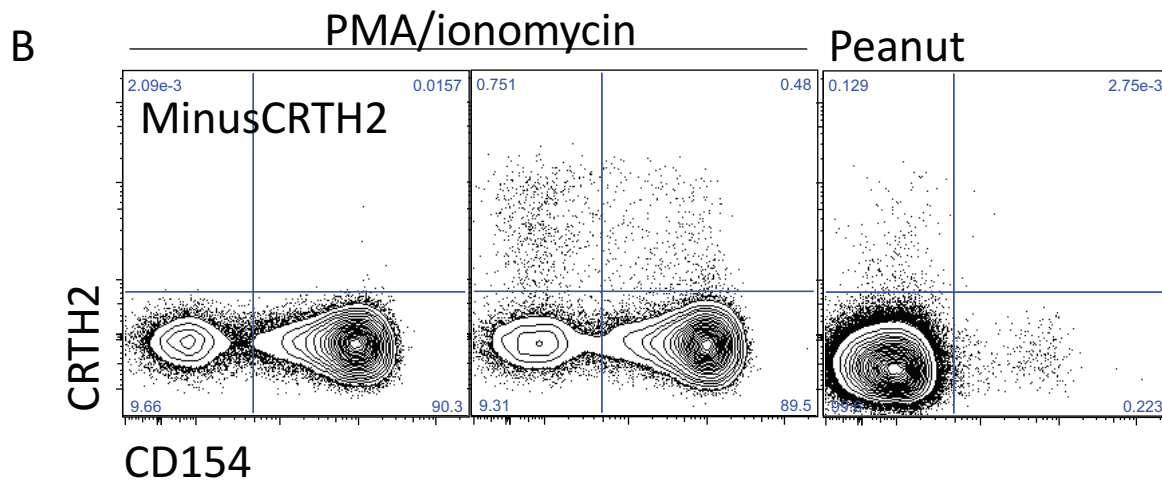 B
PMA/ionomycin
Peanut
2.09e-3
0.0157
MinusCRTH2
0.751
0.48
0.129
2.75e-3
CRTH2
9.66
90.3
9.31
89.5
0.223
CD154